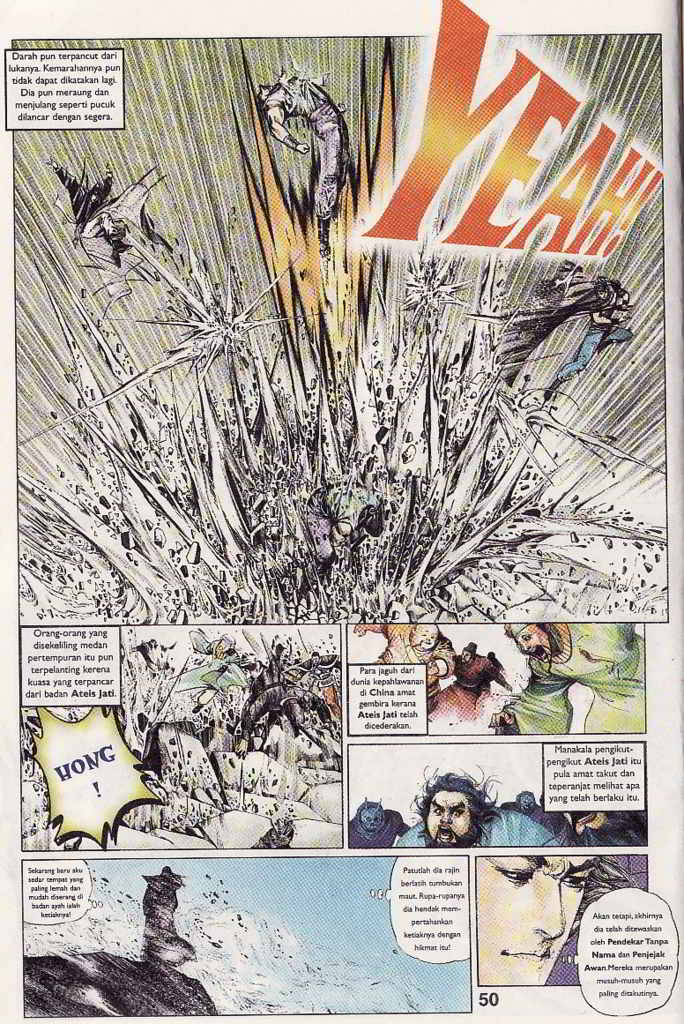 Darah pun terpancut dari
lukanya. Kemarahannya pun
tidak dapat dikatakan lagi.
Dia pun meraung dan
menjulang seperti pucuk
dilancar dengan segera.
YEAH!!
Orang-orang yang
disekeliling medan
pertempuran itu pun
terpelanting kerena
kuasa yang terpancar
dari badan Ateis Jati.
HONG
!
Para jaguh dari
dunia kepahlawanan
di China amat
gembira kerana
Ateis Jati telah
dicederakan.
Manakala pengikut-
pengikut Ateis Jati itu
pula amat takut dan
teperanjat melihat apa
yang telah berlaku itu.
Sekarang baru aku
sedar tempat yang
paling lemah dan
mudah diserang di
badan ayah ialah
ketiaknya!
Patutlah dia rajin
berlatih tumbukan
maut. Rupa-rupanya
dia hendak mem-
pertahankan
ketiaknya dengan
hikmat itu!
Akan tetapi, akhirnya
dia telah ditewaskan
oleh Pendekar Tanpa
Nama dan Penjejak
Awan.Mereka merupakan
musuh-musuh yang
paling ditakutinya.
50